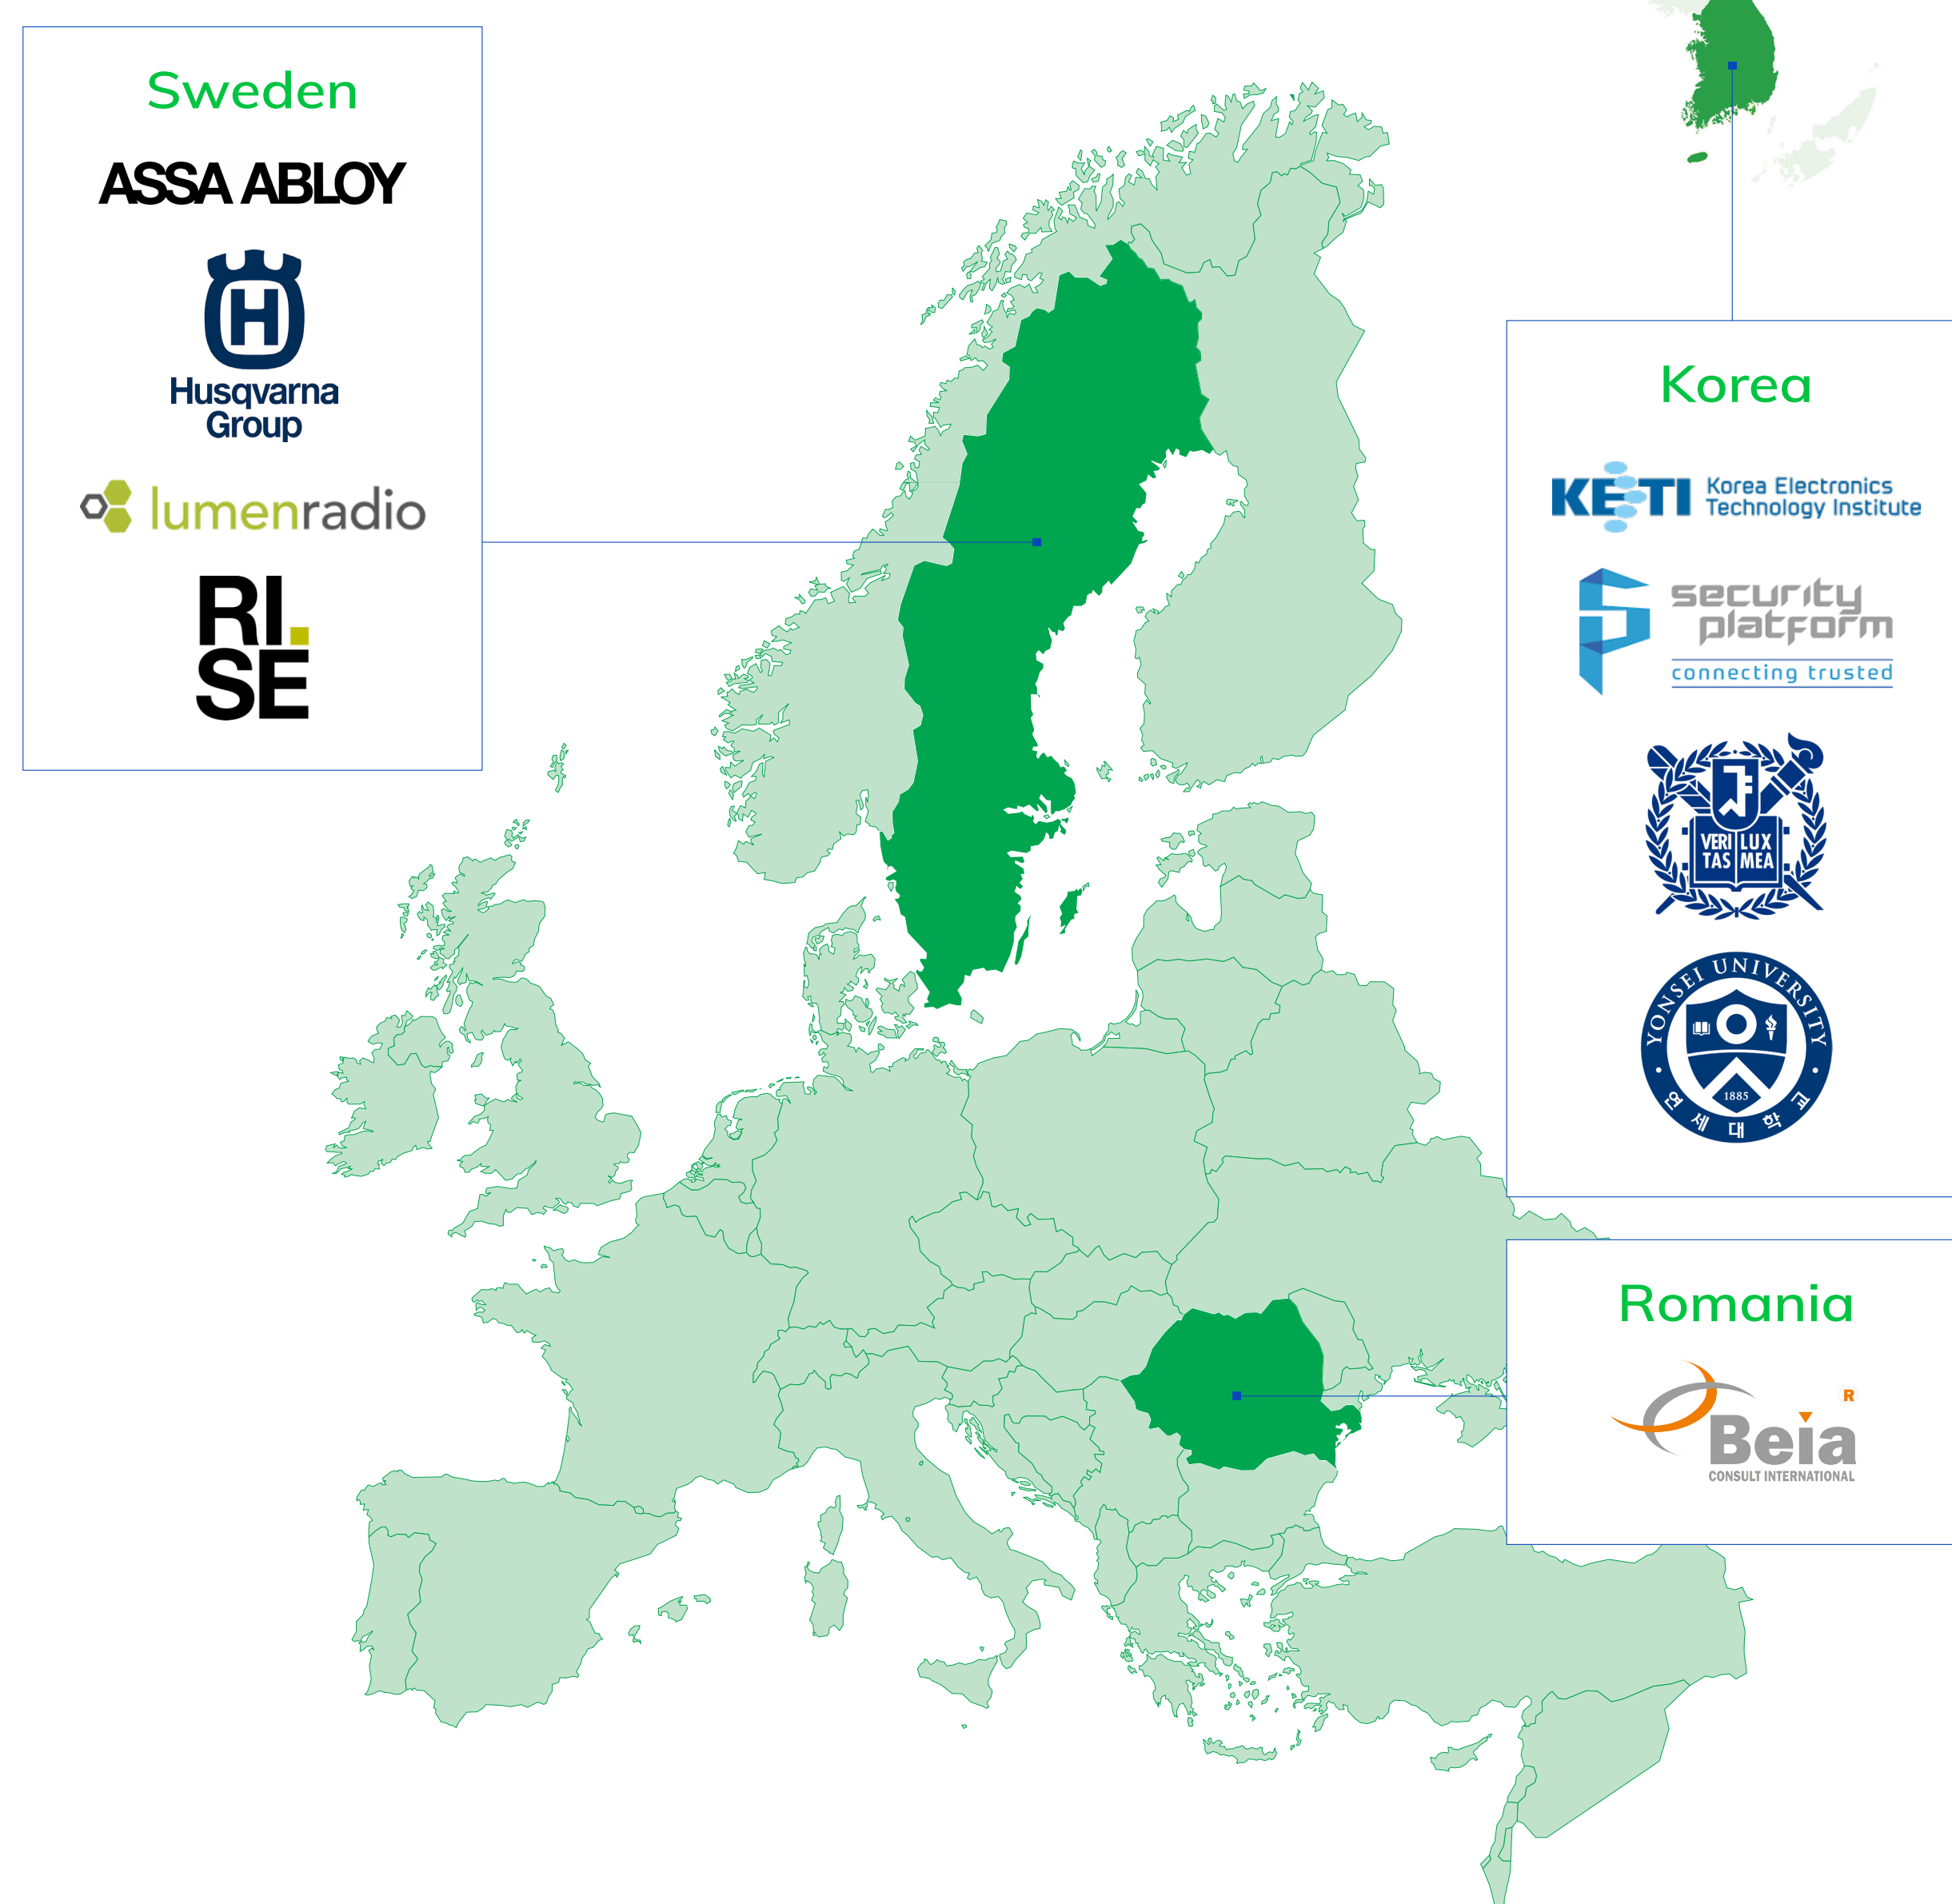 Sweden
ASSA ABLOY
H
Husqvarna
Group
lumenradio
RI.
SE
Korea
KETI
Korea Electronics
Technology Institute
security
platform
connecting trusted
VERI LUX
TAS MEA
YONSEI UNIVERSITY
1885
연세대학교
Romania
Beia
®
CONSULT INTERNATIONAL